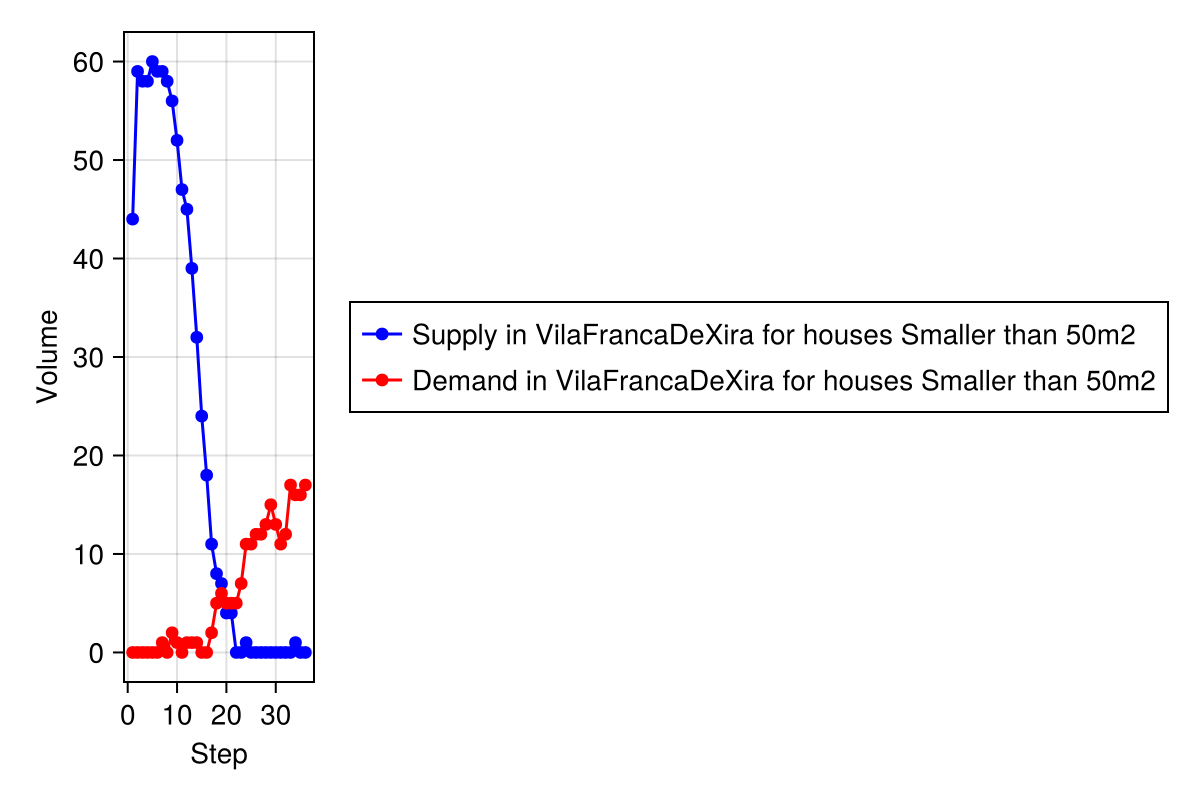 60
50
40
30
20
10
0
Volume
0 10 20 30
Step
Supply in VilaFrancaDeXira for houses Smaller than 50m2
Demand in VilaFrancaDeXira for houses Smaller than 50m2